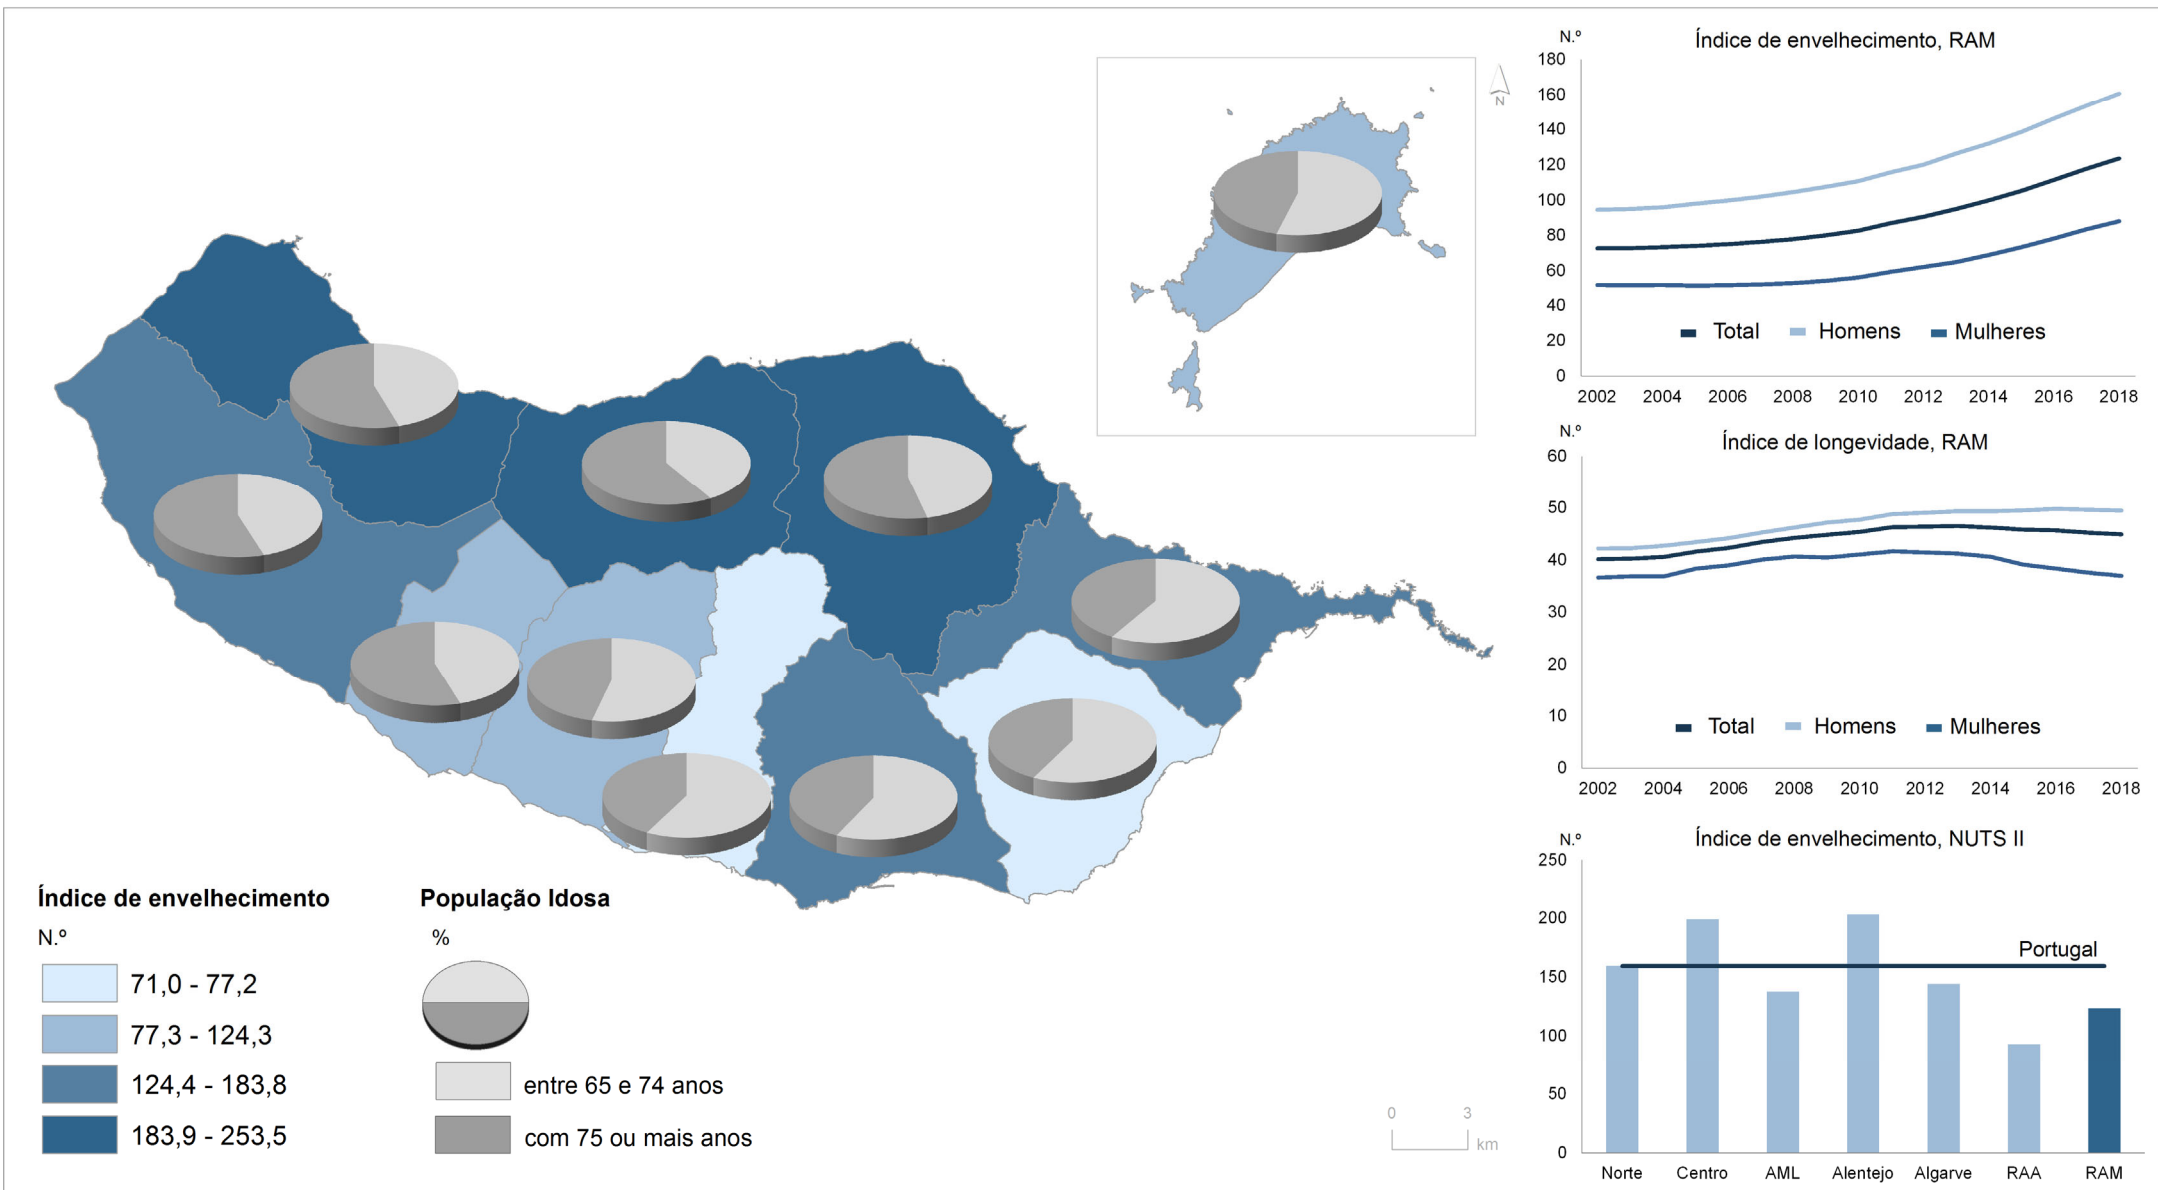 Índice de envelhecimento
N.º
71,0 - 77,2
77,3 - 124,3
124,4 - 183,8
183,9 - 253,5
População Idosa
%
entre 65 e 74 anos
com 75 ou mais anos
N
0 3
km
N.º
Índice de envelhecimento, RAM
180
160
140
120
100
80
60
40
20
0
Total Homens Mulheres
2002 2004 2006 2008 2010 2012 2014 2016 2018
N.º
Índice de longevidade, RAM
60
50
40
30
20
10
0
Total Homens Mulheres
2002 2004 2006 2008 2010 2012 2014 2016 2018
N.º
Índice de envelhecimento, NUTS II
250
200
150
100
50
0
Portugal
Norte Centro AML Alentejo Algarve RAA RAM